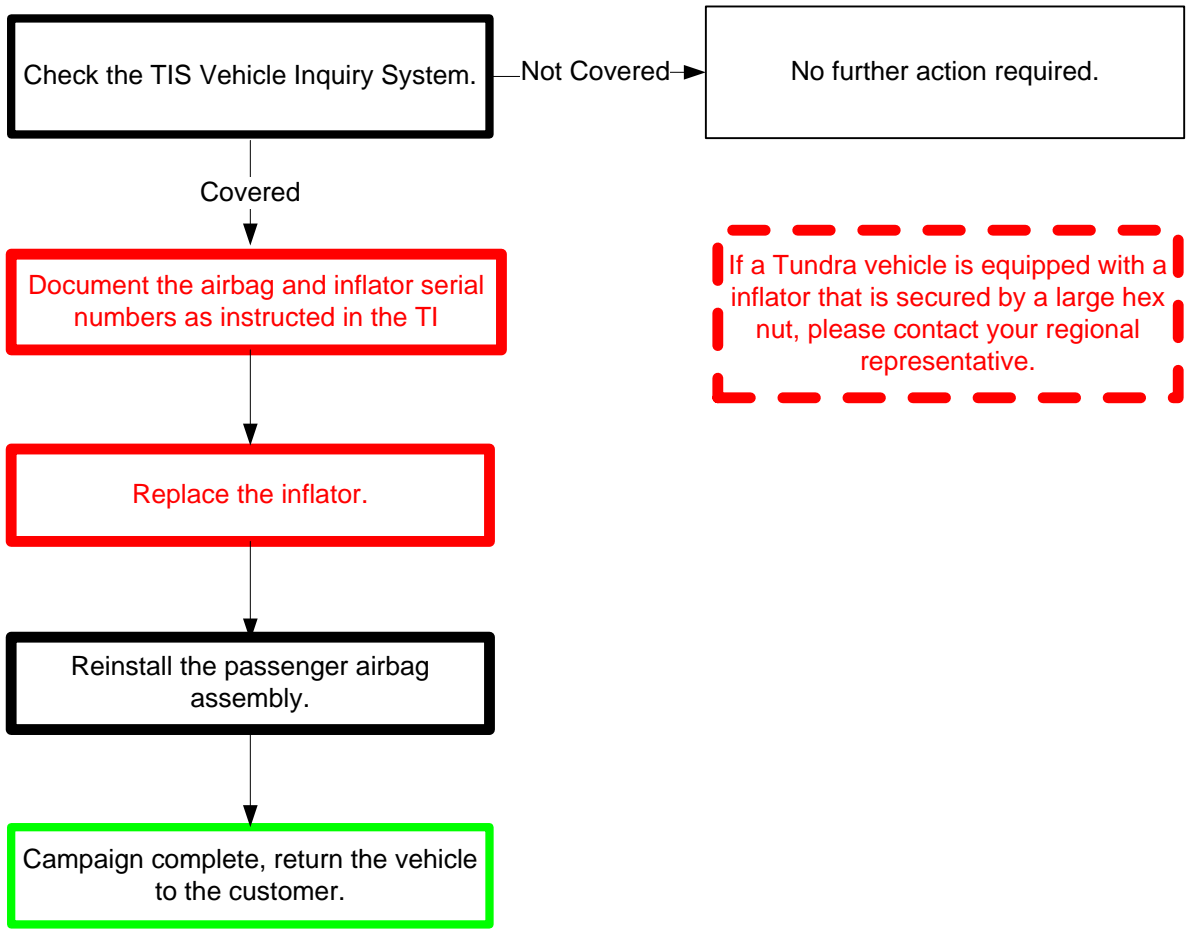 Check the TIS Vehicle Inquiry System.
Not Covered
No further action required.
Covered
Document the airbag and inflator serial
numbers as instructed in the TI
If a Tundra vehicle is equipped with a
inflator that is secured by a large hex
nut, please contact your regional
representative.
Replace the inflator.
Reinstall the passenger airbag
assembly.
Campaign complete, return the vehicle
to the customer.